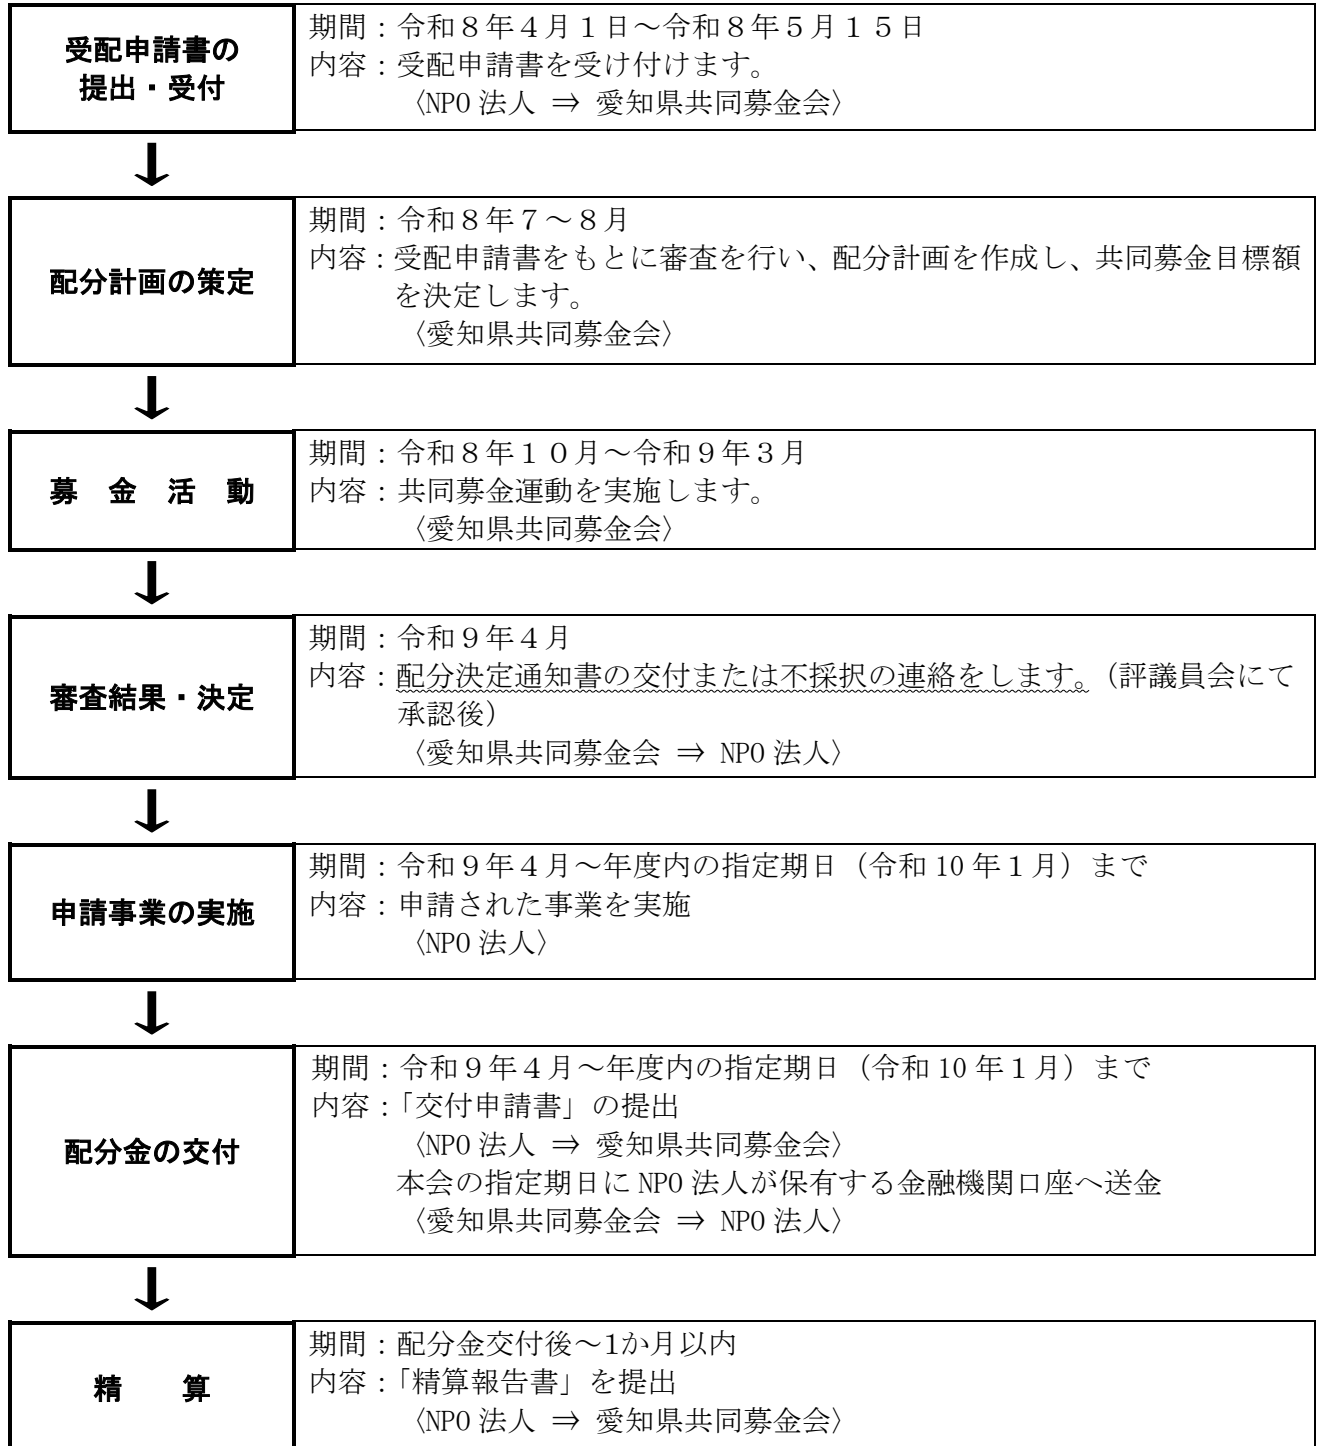 受配申請書の
提出・受付
期間：令和８年４月１日～令和８年５月１５日
内容：受配申請書を受け付けます。
〈NPO 法人 ⇒ 愛知県共同募金会〉
↓
配分計画の策定
期間：令和８年７～８月
内容：受配申請書をもとに審査を行い、配分計画を作成し、共同募金目標額
を決定します。
〈愛知県共同募金会〉
↓
募　金　活　動
期間：令和８年１０月～令和９年３月
内容：共同募金運動を実施します。
〈愛知県共同募金会〉
↓
審査結果・決定
期間：令和９年４月
内容：配分決定通知書の交付または不採択の連絡をします。（評議員会にて
承認後）
〈愛知県共同募金会 ⇒ NPO 法人〉
↓
申請事業の実施
期間：令和９年４月～年度内の指定期日（令和 10 年１月）まで
内容：申請された事業を実施
〈NPO 法人〉
↓
配分金の交付
期間：令和９年４月～年度内の指定期日（令和 10 年１月）まで
内容：「交付申請書」の提出
〈NPO 法人 ⇒ 愛知県共同募金会〉
本会の指定期日に NPO 法人が保有する金融機関口座へ送金
〈愛知県共同募金会 ⇒ NPO 法人〉
↓
精　　算
期間：配分金交付後～1か月以内
内容：「精算報告書」を提出
〈NPO 法人 ⇒ 愛知県共同募金会〉